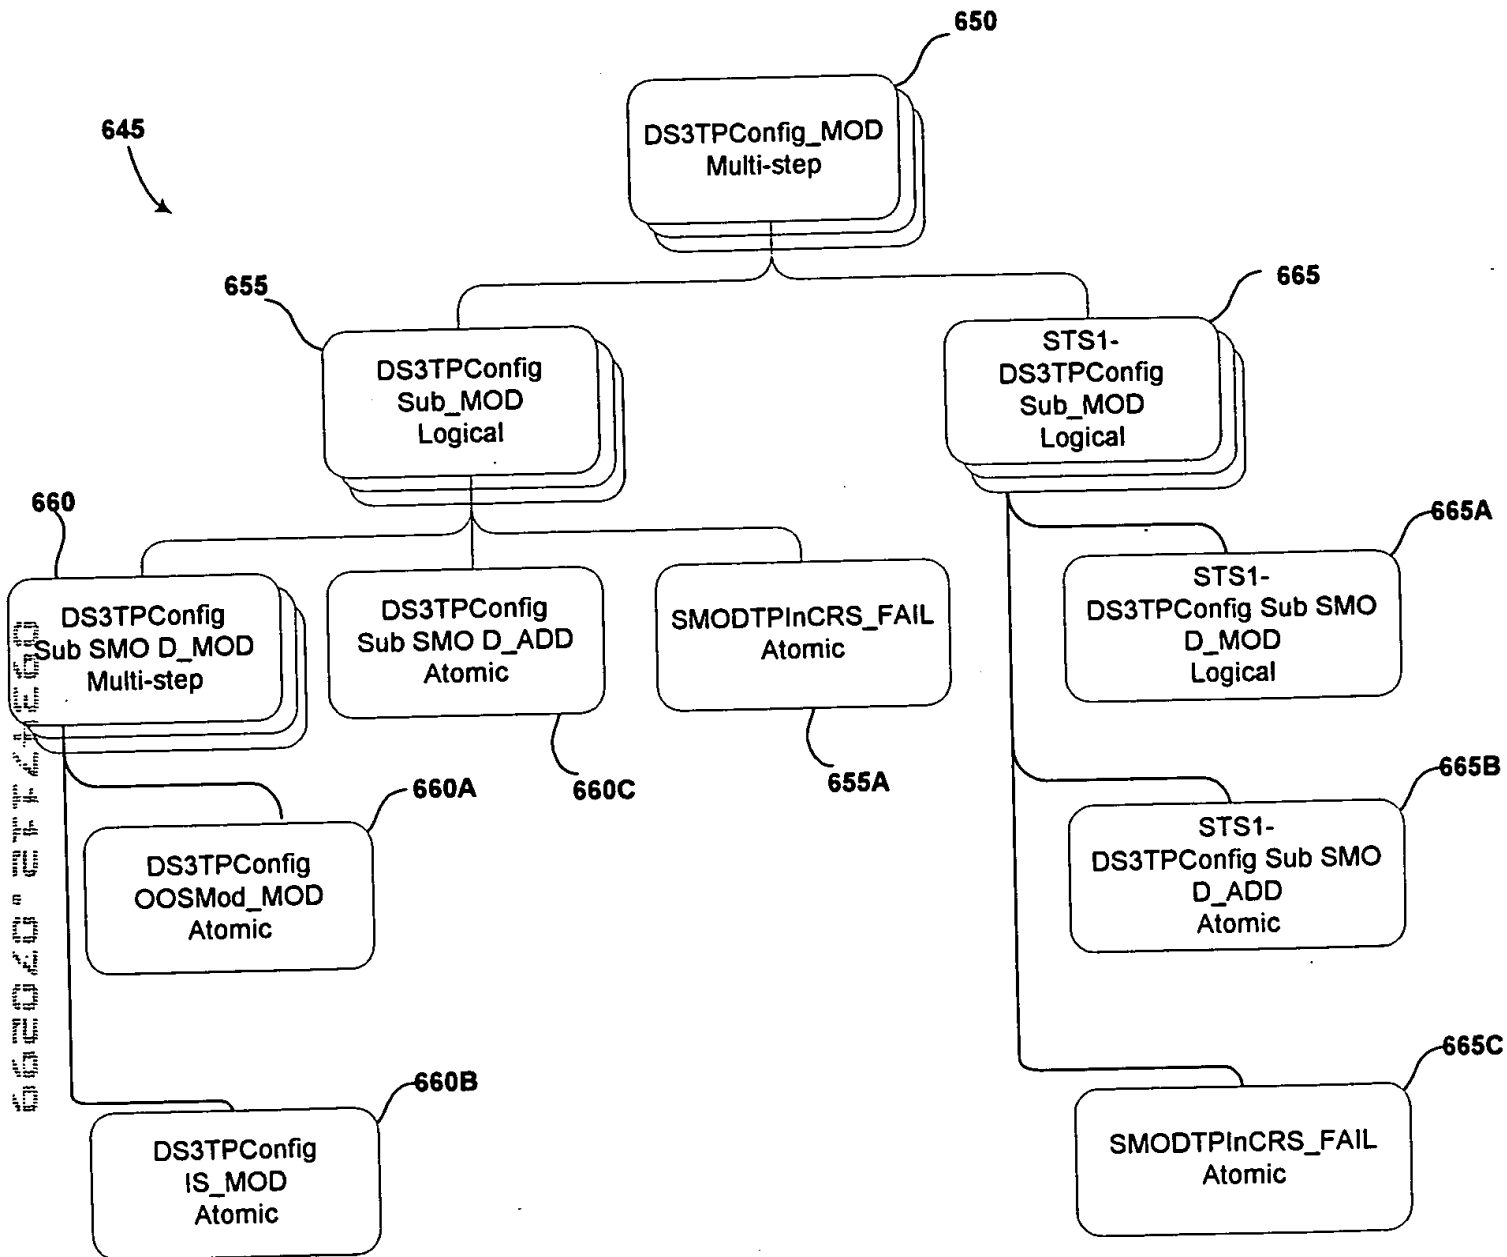 650
645
DS3TPConfig_MOD
Multi-step
655
665
DS3TPConfig
Sub_MOD
Logical
STS1-
DS3TPConfig
Sub_MOD
Logical
660
665A
DS3TPConfig
Sub SMO D_MOD
Multi-step
DS3TPConfig
Sub SMO D_ADD
Atomic
SMODTPInCRS_FAIL
Atomic
STS1-
DS3TPConfig Sub SMO
D_MOD
Logical
660A
660C
655A
665B
DS3TPConfig
OOSMod_MOD
Atomic
STS1-
DS3TPConfig Sub SMO
D_ADD
Atomic
660B
665C
DS3TPConfig
IS_MOD
Atomic
SMODTPInCRS_FAIL
Atomic